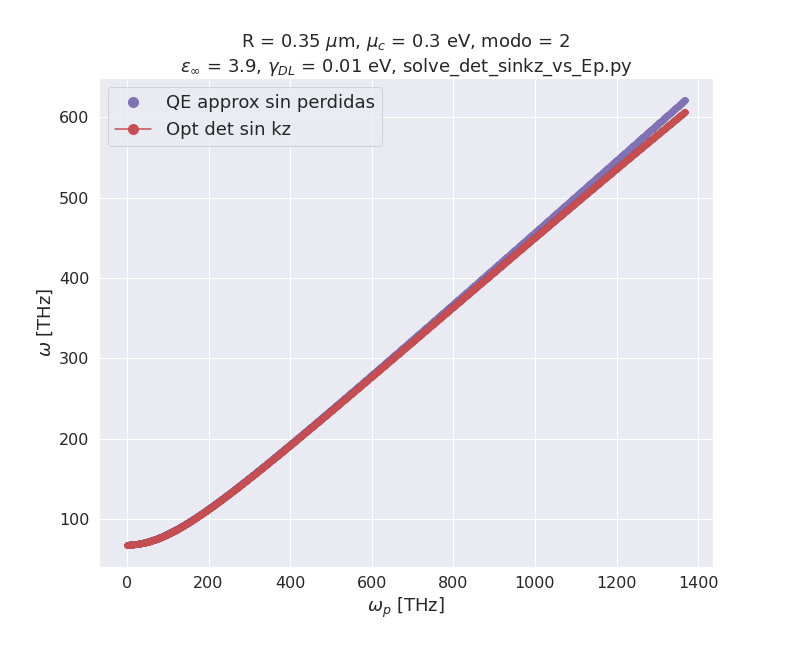 R = 0.35 μm, μ_c = 0.3 eV, modo = 2
ε_∞ = 3.9, γ_DL = 0.01 eV, solve_det_sinkz_vs_Ep.py
QE approx sin perdidas
Opt det sin kz
600
500
400
300
200
100
ω [THz]
0 200 400 600 800 1000 1200 1400
ω_p [THz]